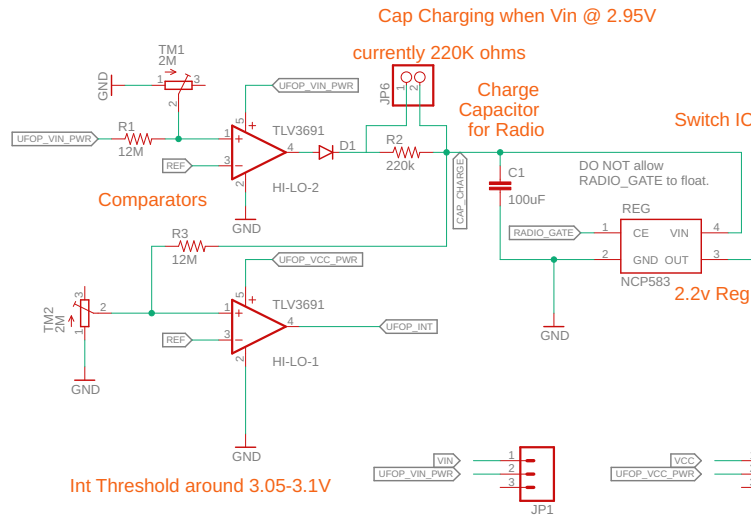 Cap Charging when Vin @ 2.95V
currently 220K ohms
TM1
2M
1
3
2
GND
JP6
1
2
UFOP_VIN_PWR
Charge
Capacitor
for Radio
Switch IC
UFOP_VIN_PWR
R1
12M
REF
1
3
5
2
4
TLV3691
HI-LO-2
GND
D1
R2
220k
CAP_CHARGE
C1
100uF
DO NOT allow
RADIO_GATE to float.
REG
RADIO_GATE
1
CE
VIN
4
2
GND
OUT
3
NCP583
2.2v Reg
GND
Comparators
R3
12M
UFOP_VCC_PWR
TM2
2M
3
2
1
GND
REF
1
3
5
2
4
TLV3691
HI-LO-1
UFOP_INT
GND
Int Threshold around 3.05-3.1V
VIN
UFOP_VIN_PWR
1
2
3
JP1
VCC
UFOP_VCC_PWR
1
2
3